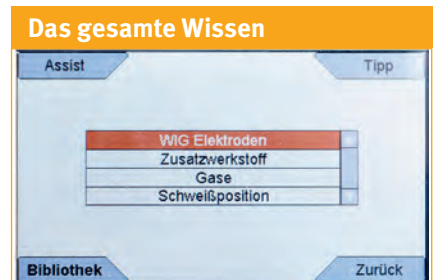 Das gesamte Wissen
Assist
Tipp
WIG Elektroden
Zusatzwerkstoff
Gase
Schweißposition
Bibliothek
Zurück